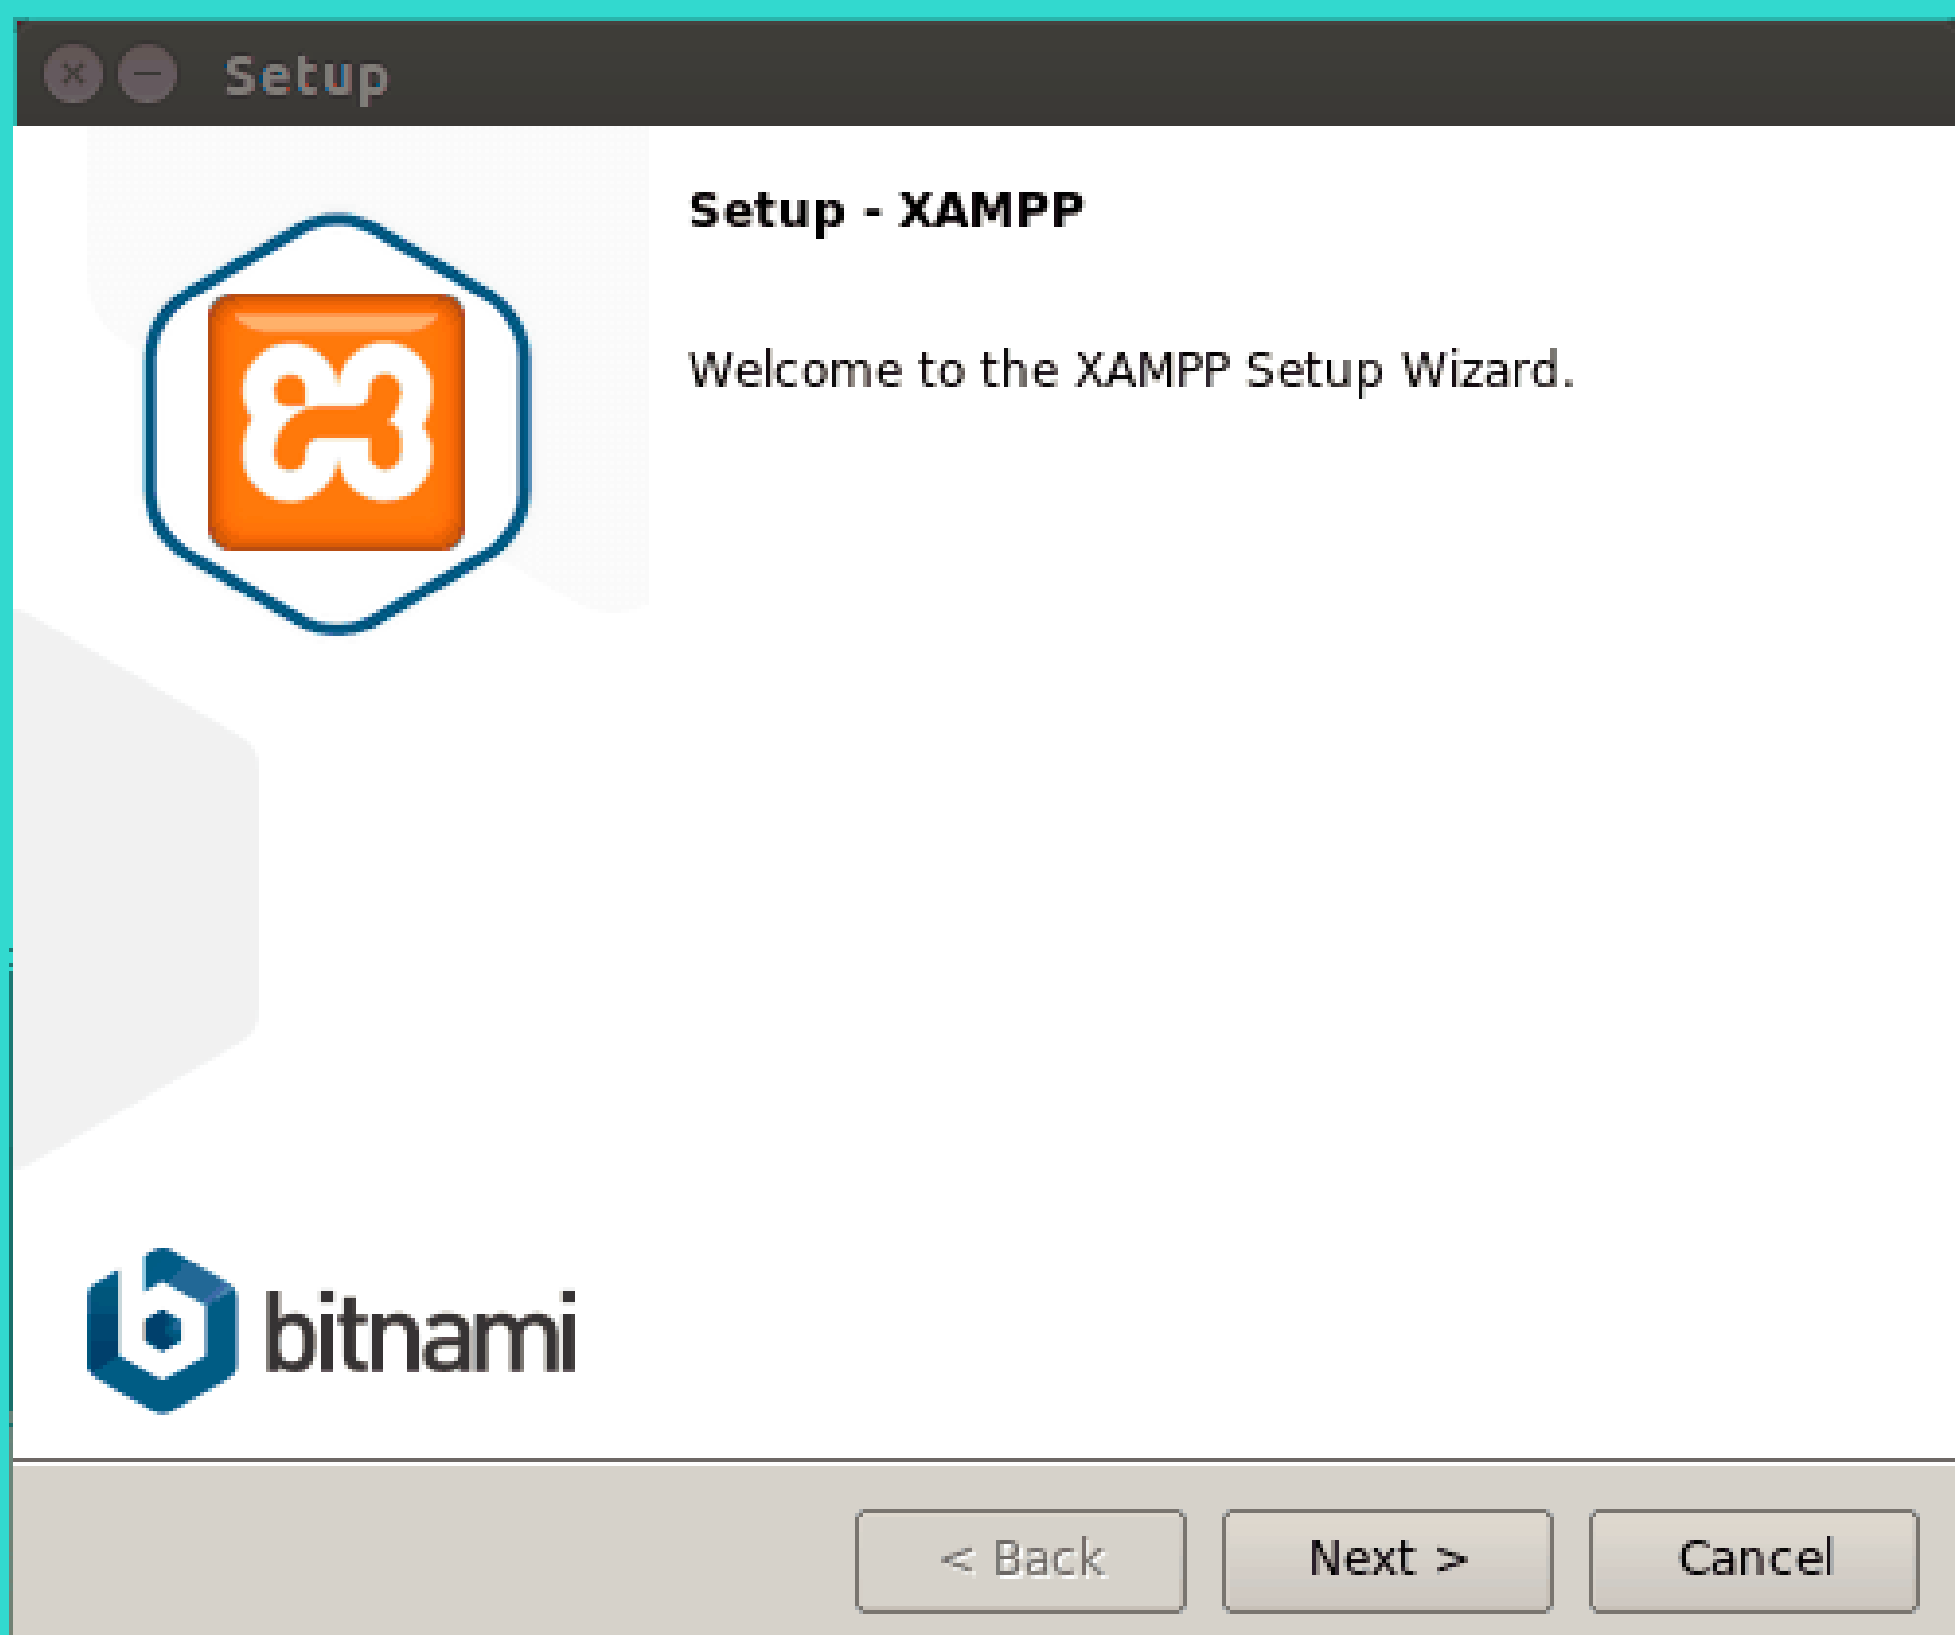 Setup
Setup - XAMPP
Welcome to the XAMPP Setup Wizard.
bitnami
< Back
Next >
Cancel